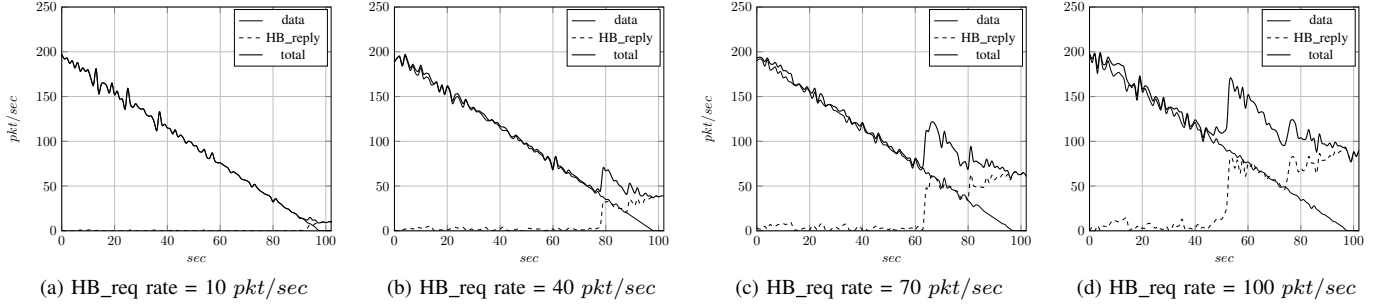 data
HB_reply
total
250
200
150
100
50
0
pkt/sec
0 20 40 60 80 100
sec
(a) HB_req rate = 10 pkt/sec
data
HB_reply
total
250
200
150
100
50
0
0 20 40 60 80 100
sec
(b) HB_req rate = 40 pkt/sec
data
HB_reply
total
250
200
150
100
50
0
pkt/sec
0 20 40 60 80 100
sec
(c) HB_req rate = 70 pkt/sec
data
HB_reply
total
250
200
150
100
50
0
0 20 40 60 80 100
sec
(d) HB_req rate = 100 pkt/sec